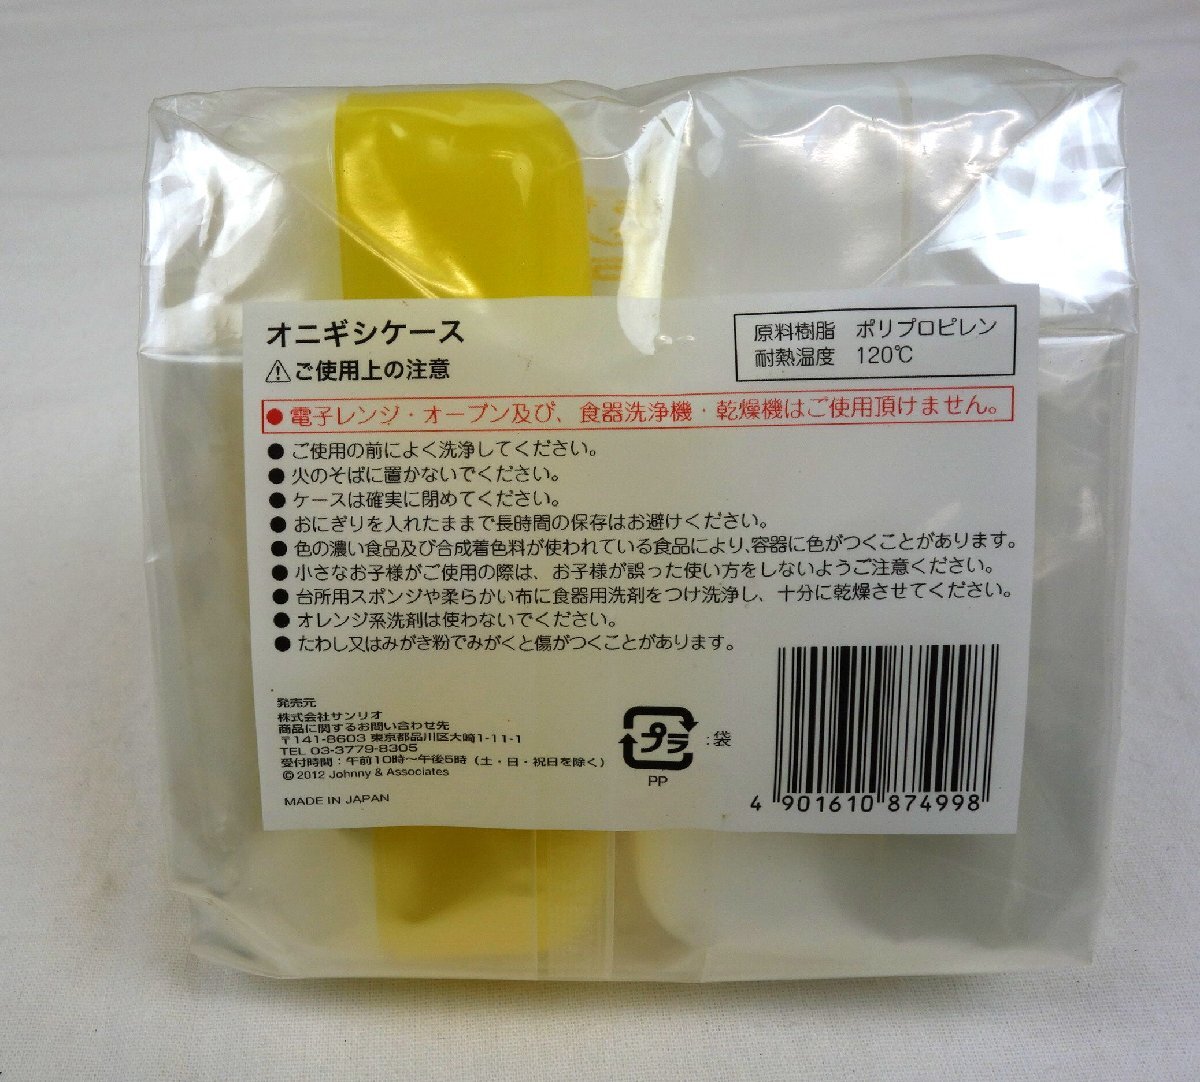 オニギシケース
⚠ご使用上の注意
原料樹脂 ポリプロピレン
耐熱温度 120℃
●電子レンジ・オーブン及び、食器洗浄機・乾燥機はご使用頂けません。
●ご使用の前によく洗浄してください。
●火のそばに置かないでください。
●ケースは確実に閉めてください。
●おにぎりを入れたままで長時間の保存はお避けください。
●色の濃い食品及び合成着色料が使われている食品により、容器に色がつくことがあります。
●小さなお子様がご使用の際は、お子様が誤った使い方をしないようご注意ください。
●台所用スポンジや柔らかい布に食器用洗剤をつけ洗浄し、十分に乾燥させてください。
●オレンジ系洗剤は使わないでください。
●たわし又はみがき粉でみがくと傷がつくことがあります。
発売元
株式会社サンリオ
商品に関するお問い合わせ先
〒141-8603 東京都品川区大崎1-11-1
TEL 03-3779-8305
受付時間：午前10時〜午後5時（土・日・祝日を除く）
©2012 Johnny & Associates
MADE IN JAPAN
プラ :袋
PP
4 901610 874998